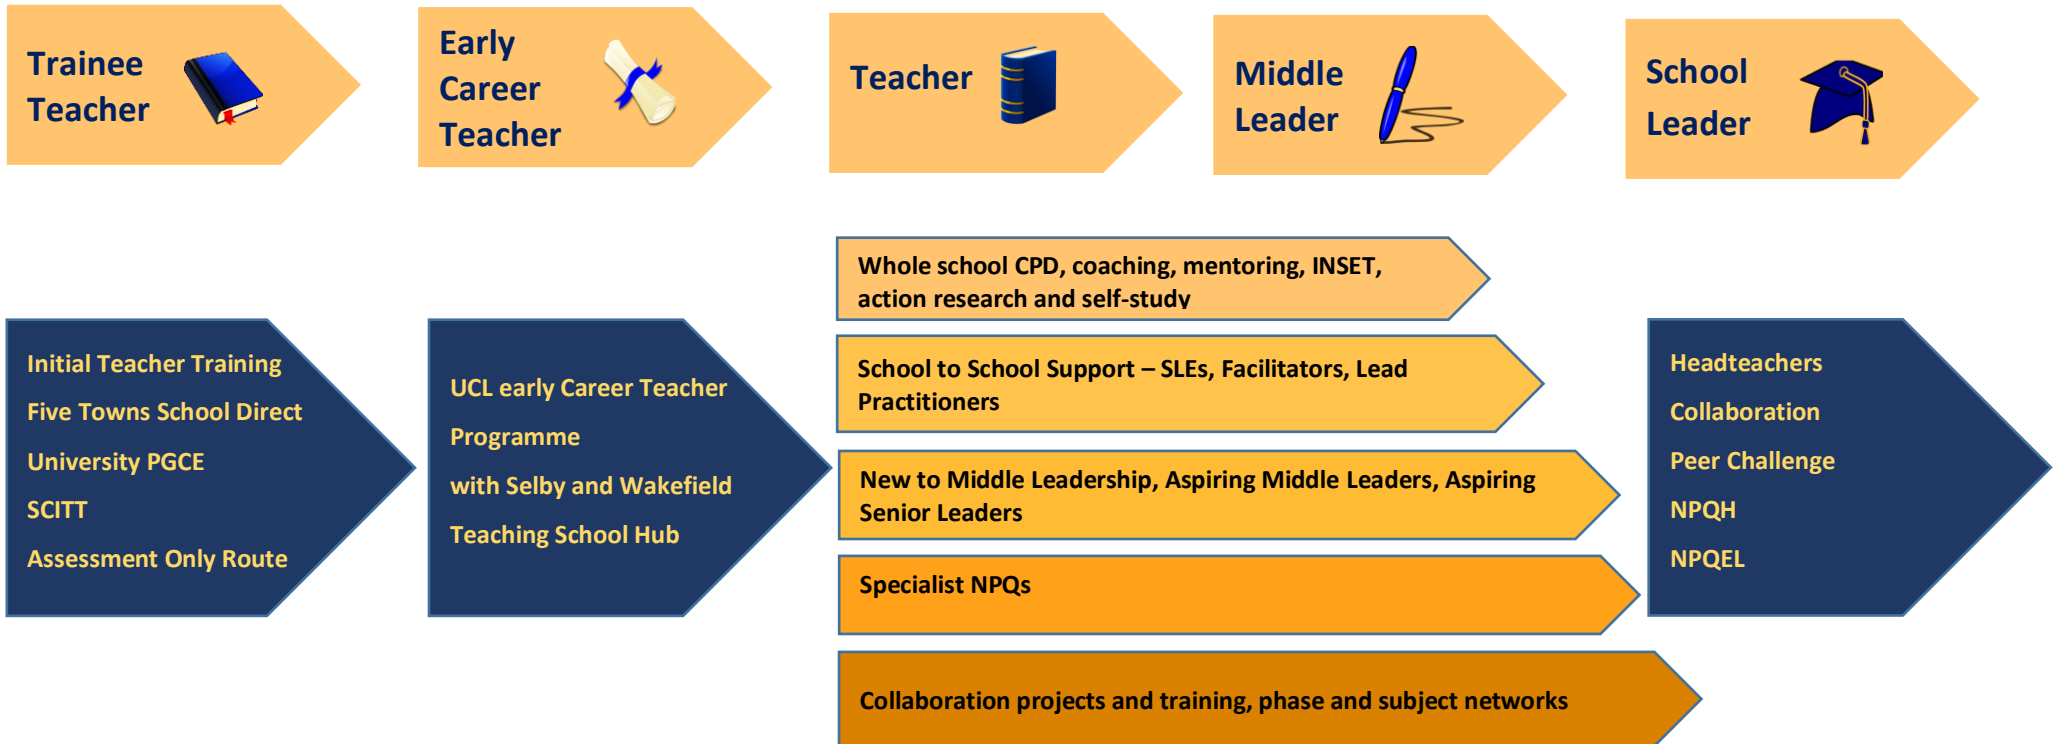 Trainee
Teacher
Early
Career
Teacher
Teacher
Middle
Leader
School
Leader
Initial Teacher Training
Five Towns School Direct
University PGCE
SCITT
Assessment Only Route
UCL early Career Teacher
Programme
with Selby and Wakefield
Teaching School Hub
Whole school CPD, coaching, mentoring, INSET,
action research and self-study
School to School Support – SLEs, Facilitators, Lead
Practitioners
New to Middle Leadership, Aspiring Middle Leaders, Aspiring
Senior Leaders
Specialist NPQs
Collaboration projects and training, phase and subject networks
Headteachers
Collaboration
Peer Challenge
NPQH
NPQEL